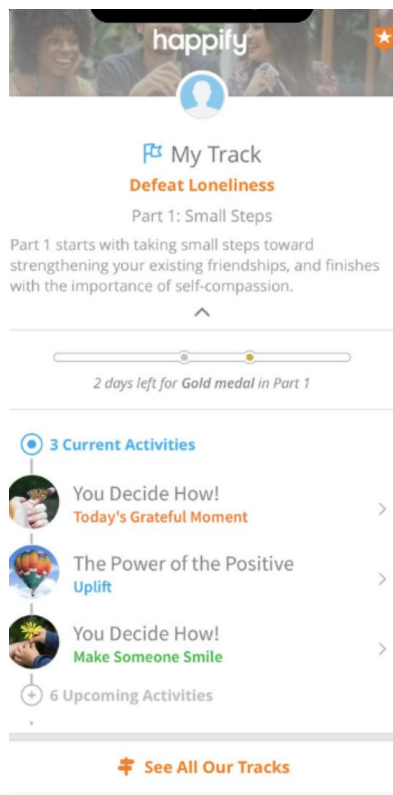 happify
My Track
Defeat Loneliness
Part 1: Small Steps
Part 1 starts with taking small steps toward
strengthening your existing friendships, and finishes
with the importance of self-compassion.
2 days left for Gold medal in Part 1
3 Current Activities
You Decide How!
Today's Grateful Moment
The Power of the Positive
Uplift
You Decide How!
Make Someone Smile
6 Upcoming Activities
See All Our Tracks